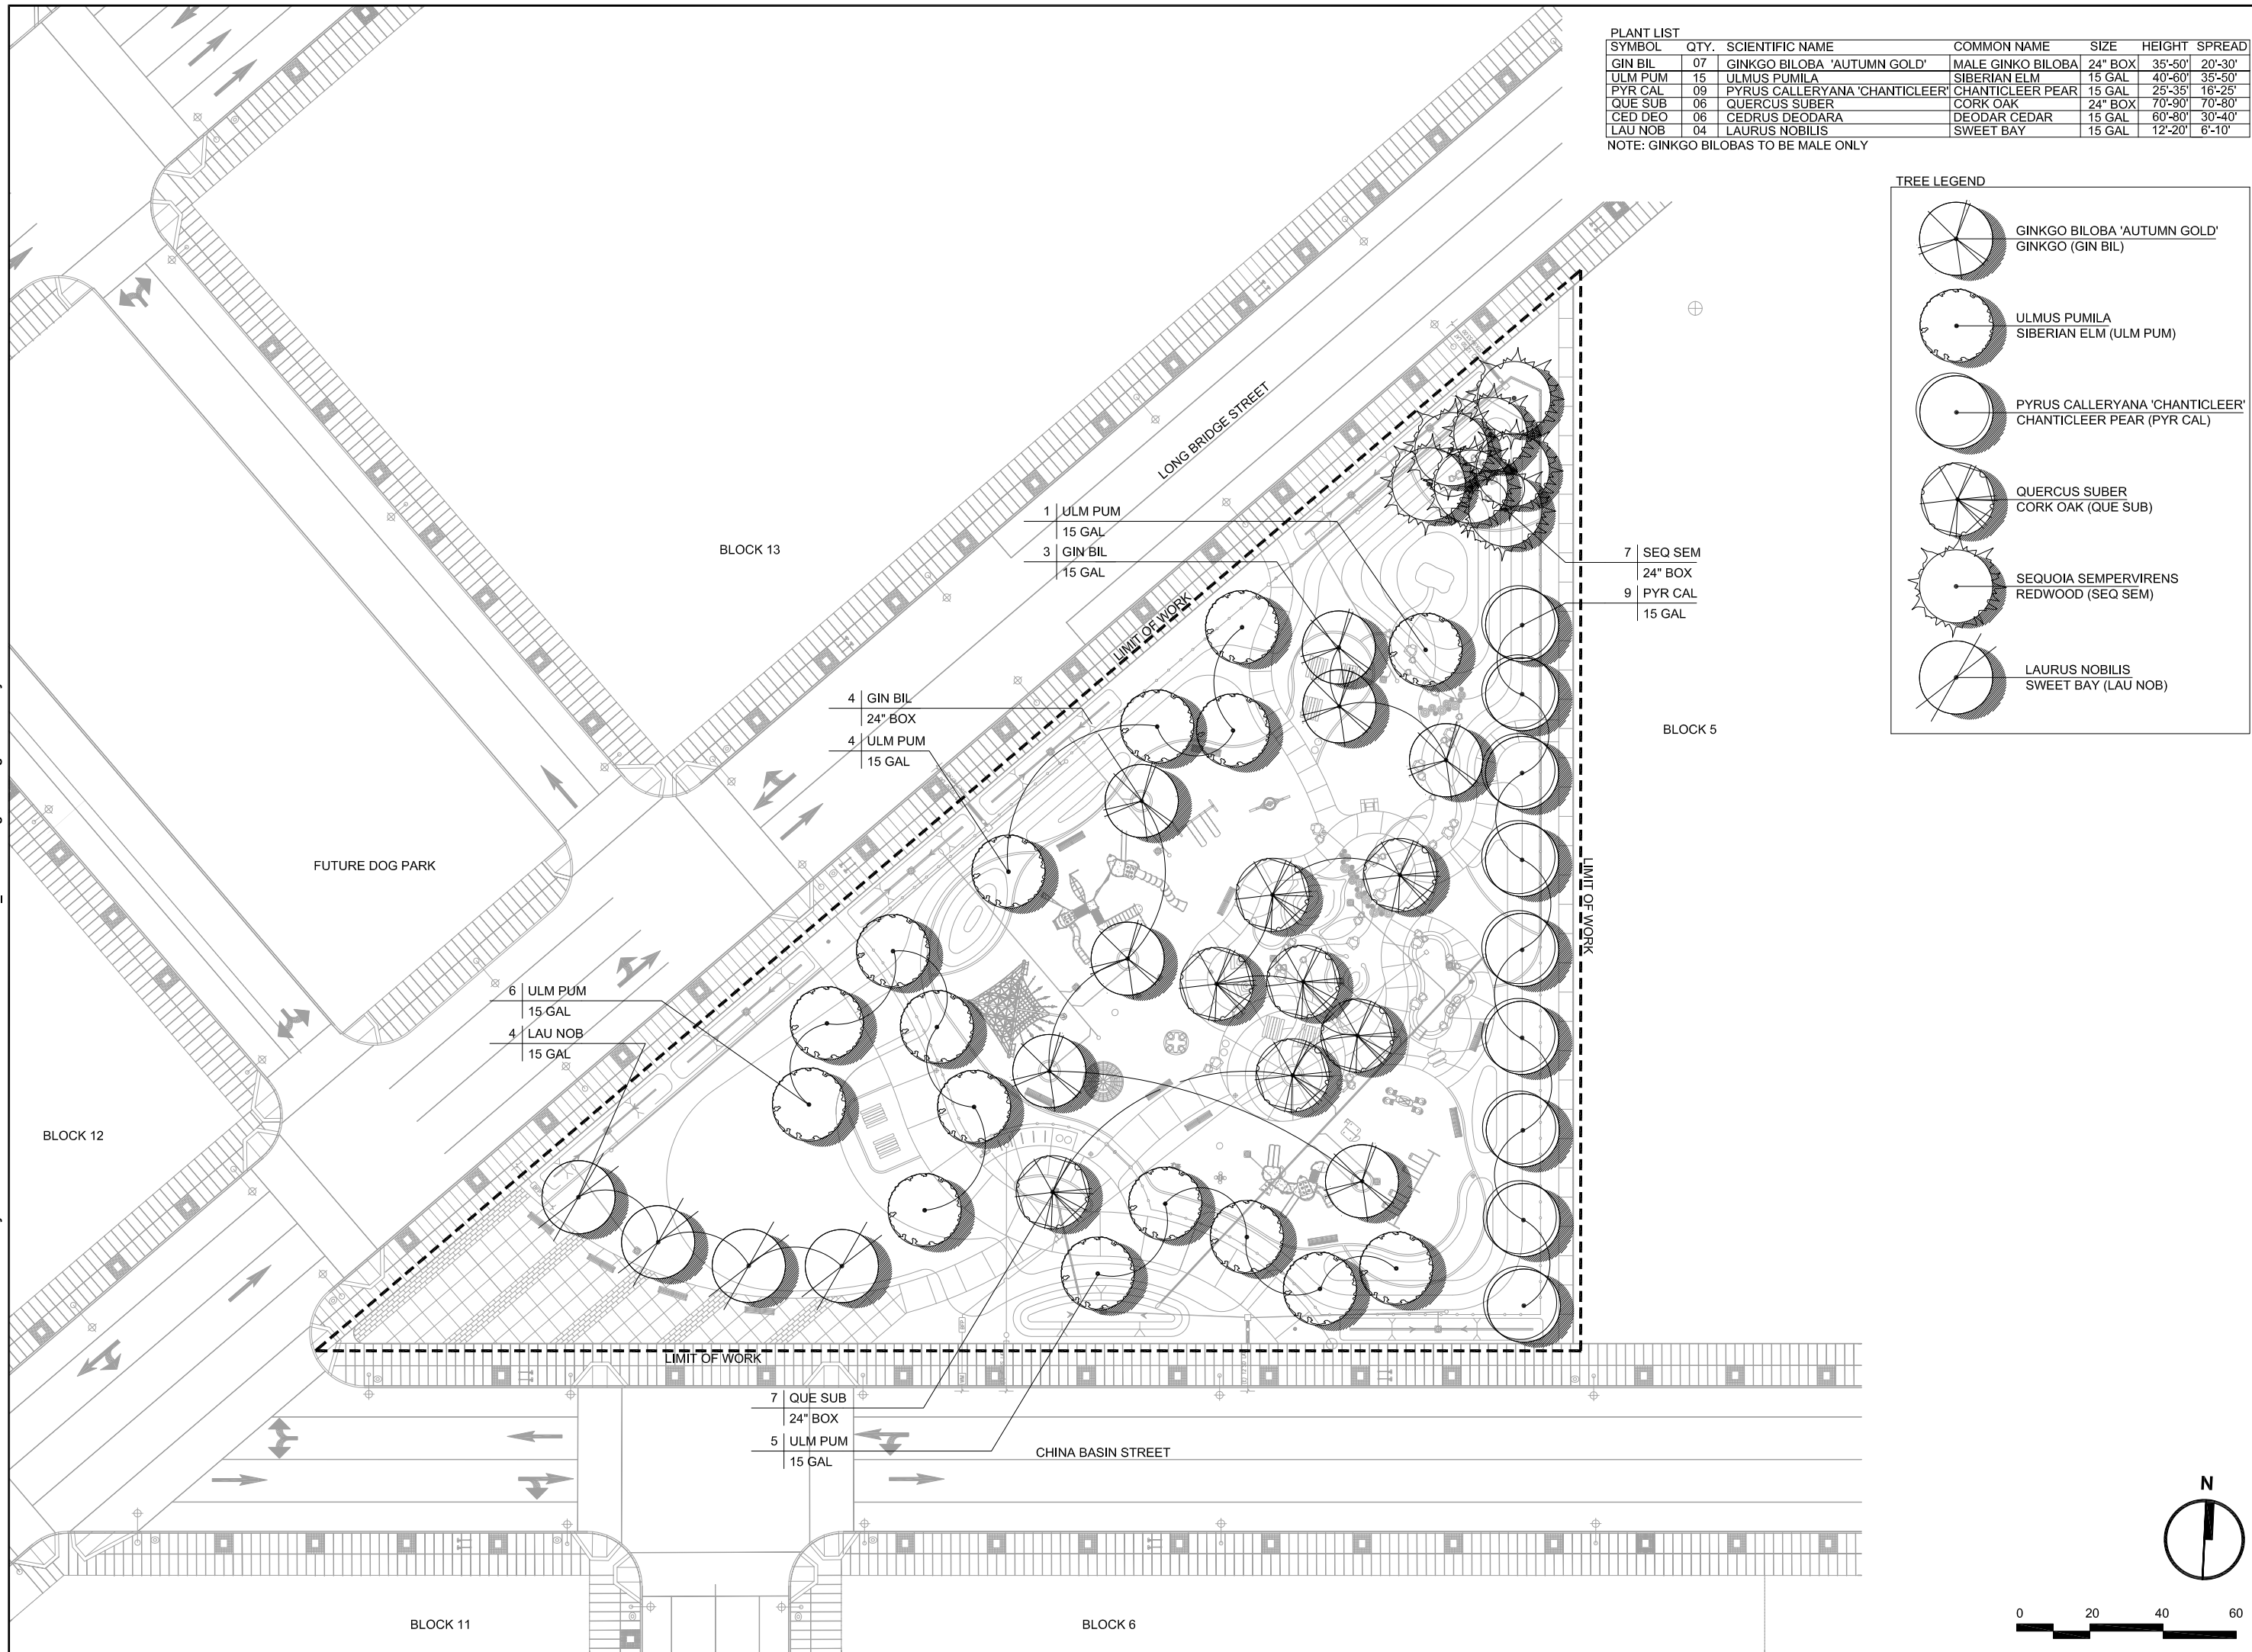 PLANT LIST
SYMBOL QTY. SCIENTIFIC NAME COMMON NAME SIZE HEIGHT SPREAD
GIN BIL 07 GINKGO BILOBA 'AUTUMN GOLD' MALE GINKO BILOBA 24" BOX 35'-50' 20'-30'
ULM PUM 15 ULMUS PUMILA SIBERIAN ELM 15 GAL 40'-60' 35'-50'
PYR CAL 09 PYRUS CALLERYANA 'CHANTICLEER' CHANTICLEER PEAR 15 GAL 25'-35' 16'-25'
QUE SUB 06 QUERCUS SUBER CORK OAK 24" BOX 70'-90' 70'-80'
CED DEO 06 CEDRUS DEODARA DEODAR CEDAR 15 GAL 60'-80' 30'-40'
LAU NOB 04 LAURUS NOBILIS SWEET BAY 15 GAL 12'-20' 6'-10'
NOTE: GINKGO BILOBAS TO BE MALE ONLY
TREE LEGEND
GINKGO BILOBA 'AUTUMN GOLD'
GINKGO (GIN BIL)
ULMUS PUMILA
SIBERIAN ELM (ULM PUM)
PYRUS CALLERYANA 'CHANTICLEER'
CHANTICLEER PEAR (PYR CAL)
QUERCUS SUBER
CORK OAK (QUE SUB)
SEQUOIA SEMPERVIRENS
REDWOOD (SEQ SEM)
LAURUS NOBILIS
SWEET BAY (LAU NOB)
LONG BRIDGE STREET
1 ULM PUM
15 GAL
3 GIN BIL
15 GAL
BLOCK 13
7 SEQ SEM
24" BOX
9 PYR CAL
15 GAL
LIMIT OF WORK
4 GIN BIL
24" BOX
4 ULM PUM
15 GAL
BLOCK 5
FUTURE DOG PARK
LIMIT OF WORK
6 ULM PUM
15 GAL
4 LAU NOB
15 GAL
BLOCK 12
LIMIT OF WORK
7 QUE SUB
24" BOX
5 ULM PUM
15 GAL
CHINA BASIN STREET
N
BLOCK 11
BLOCK 6
0 20 40 60